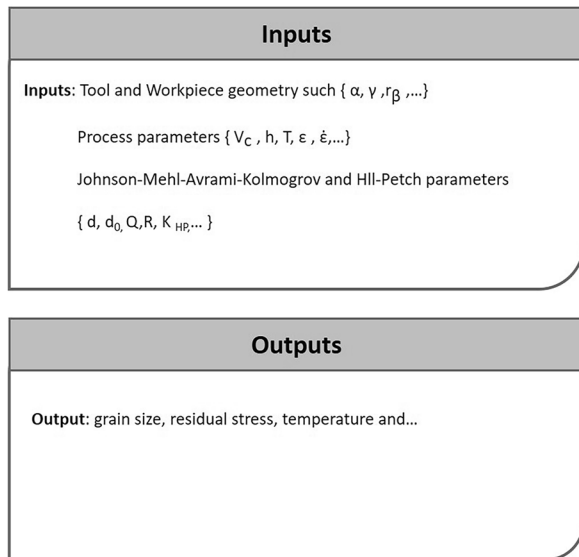 Inputs
Inputs: Tool and Workpiece geometry such { α, γ ,rβ ,...}
Process parameters { Vc , h, T, ε , ε̇,...}
Johnson-Mehl-Avrami-Kolmogrov and Hll-Petch parameters
{ d, d0, Q,R, K HP,... }
Outputs
Output: grain size, residual stress, temperature and...